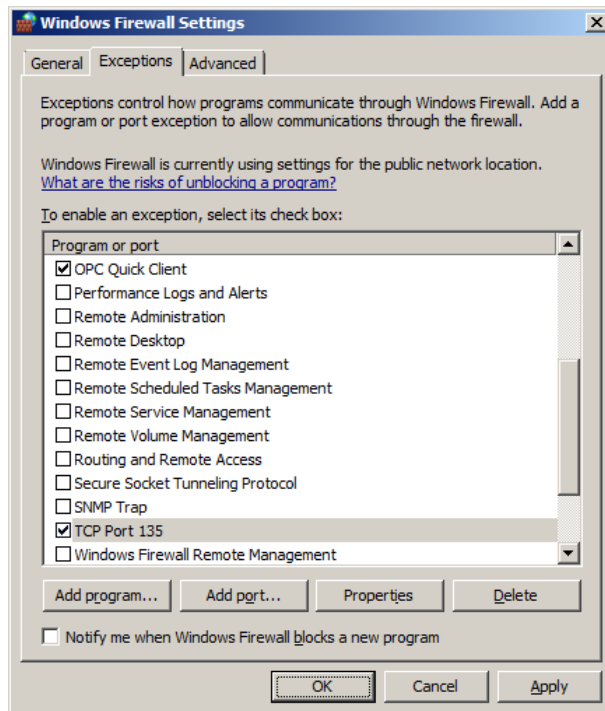 Windows Firewall Settings
General Exceptions Advanced
Exceptions control how programs communicate through Windows Firewall. Add a
program or port exception to allow communications through the firewall.
Windows Firewall is currently using settings for the public network location.
What are the risks of unblocking a program?
To enable an exception, select its check box:
Program or port
OPC Quick Client
Performance Logs and Alerts
Remote Administration
Remote Desktop
Remote Event Log Management
Remote Scheduled Tasks Management
Remote Service Management
Remote Volume Management
Routing and Remote Access
Secure Socket Tunneling Protocol
SNMP Trap
TCP Port 135
Windows Firewall Remote Management
Add program... Add port... Properties Delete
Notify me when Windows Firewall blocks a new program
OK Cancel Apply